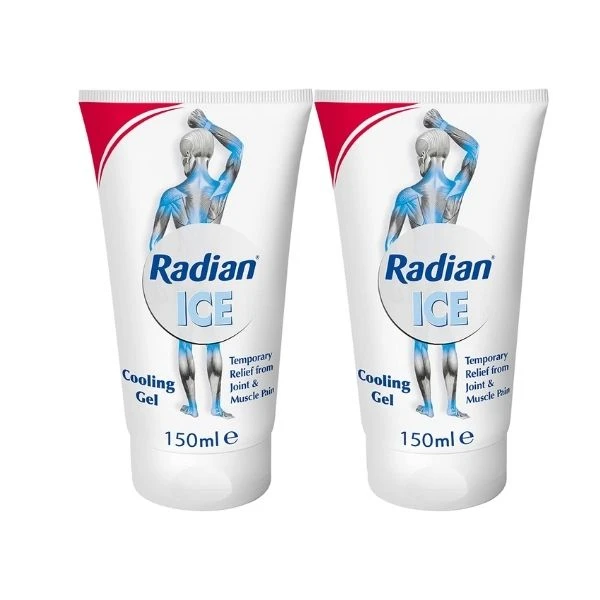 Radian®
ICE
Cooling
Gel
Temporary
Relief from
Joint &
Muscle Pain
150ml ℮
Radian®
ICE
Cooling
Gel
Temporary
Relief from
Joint &
Muscle Pain
150ml ℮